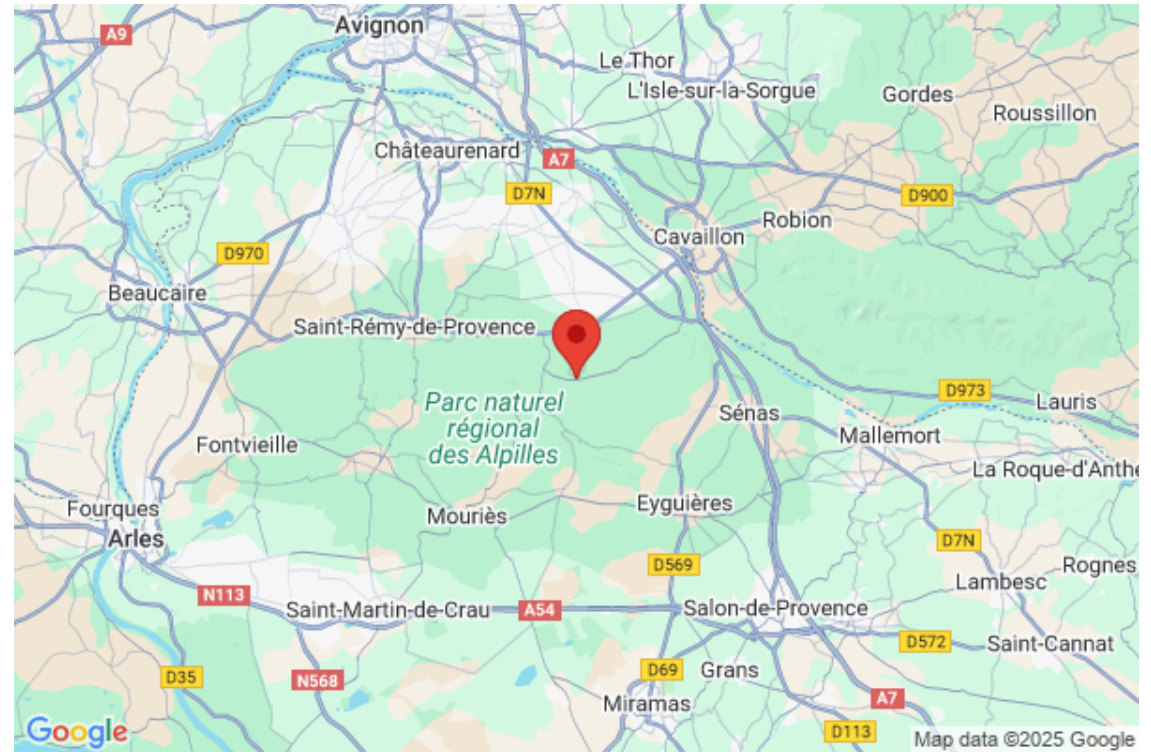 Avignon
A9
Le Thor
L'Isle-sur-la-Sorgue
Gordes
Roussillon
Châteaurenard
A7
D7N
D900
Robion
Cavaillon
D970
Beaucaire
Saint-Rémy-de-Provence
Parc naturel
régional
des Alpilles
D973
Lauris
Sénas
Mallemort
Fontvieille
La Roque-d'Anthe
Fourques
Arles
Mouriès
Eyguières
D7N
D569
Rognes
Lambesc
N113
Saint-Martin-de-Crau
A54
Salon-de-Provence
D572
Saint-Cannat
D35
N568
D69
Grans
Miramas
A7
D113
Google
Map data ©2025 Google